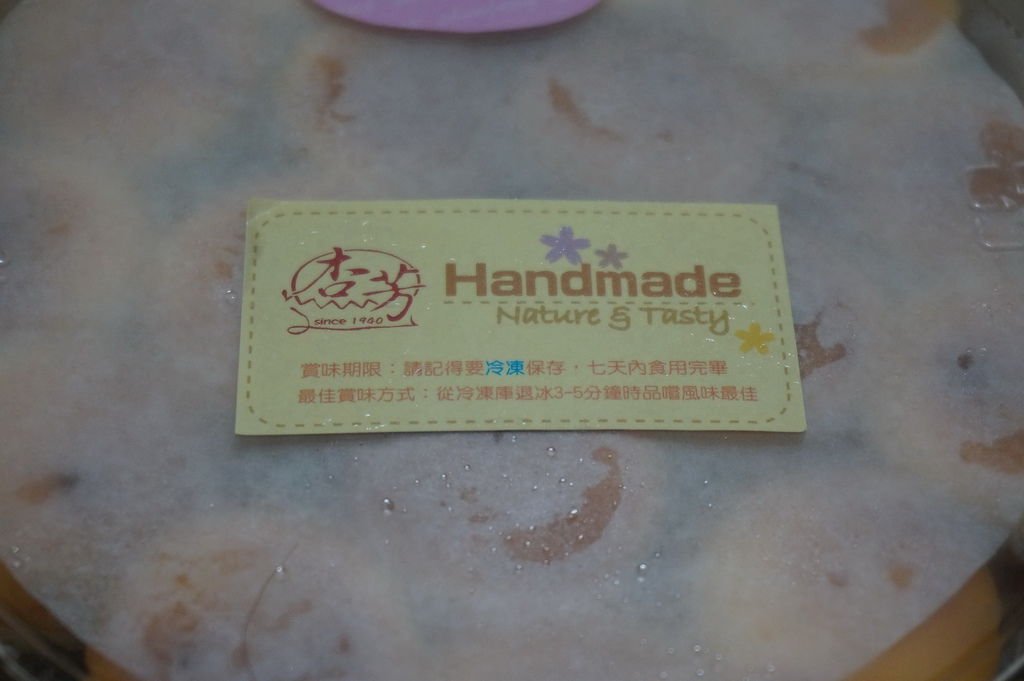 杏芳
since 1940
Handmade
Nature & Tasty
賞味期限：請記得要冷凍保存，七天內食用完畢
最佳賞味方式：從冷凍庫退冰3-5分鐘時品嚐風味最佳